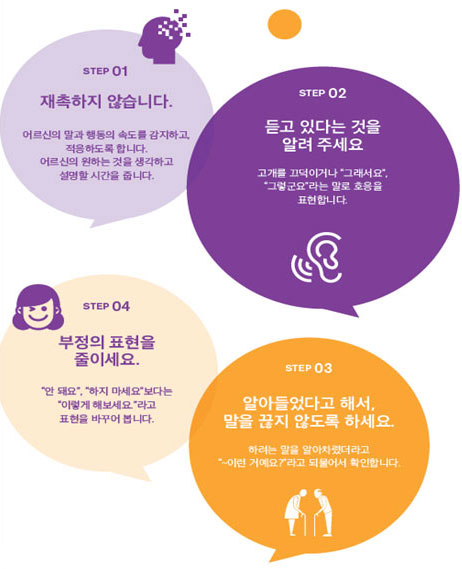 STEP 01
재촉하지 않습니다.
어르신의 말과 행동의 속도를 감지하고,
적응하도록 합니다.
어르신의 원하는 것을 생각하고
설명할 시간을 줍니다.
STEP 02
듣고 있다는 것을
알려 주세요
고개를 끄덕이거나 "그래서요",
"그렇군요"라는 말로 호응을
표현합니다.
STEP 03
알아들었다고 해서,
말을 끊지 않도록 하세요.
하려는 말을 알아차렸더라고
"~이런 거예요?"라고 되물어서 확인합니다.
STEP 04
부정의 표현을
줄이세요.
"안 돼요", "하지 마세요"보다는
"이렇게 해보세요."라고
표현을 바꾸어 봅니다.